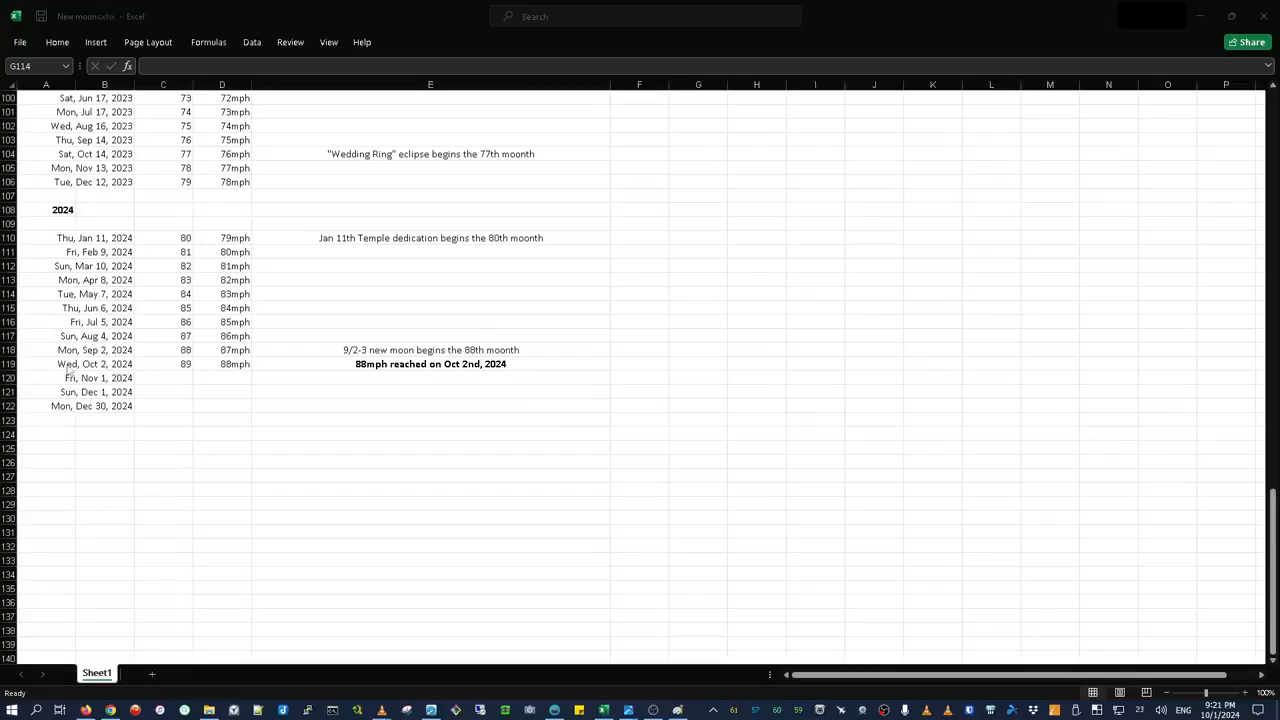 New moons.xlsx - Excel
Search
File Home Insert Page Layout Formulas Data Review View Help
Share
G114
fx
A B C D E F G H I J K L M N O P
100 Sat, Jun 17, 2023 73 72mph
101 Mon, Jul 17, 2023 74 73mph
102 Wed, Aug 16, 2023 75 74mph
103 Thu, Sep 14, 2023 76 75mph
104 Sat, Oct 14, 2023 77 76mph "Wedding Ring" eclipse begins the 77th moonth
105 Mon, Nov 13, 2023 78 77mph
106 Tue, Dec 12, 2023 79 78mph
107
108 2024
109
110 Thu, Jan 11, 2024 80 79mph Jan 11th Temple dedication begins the 80th moonth
111 Fri, Feb 9, 2024 81 80mph
112 Sun, Mar 10, 2024 82 81mph
113 Mon, Apr 8, 2024 83 82mph
114 Tue, May 7, 2024 84 83mph
115 Thu, Jun 6, 2024 85 84mph
116 Fri, Jul 5, 2024 86 85mph
117 Sun, Aug 4, 2024 87 86mph
118 Mon, Sep 2, 2024 88 87mph 9/2-3 new moon begins the 88th moonth
119 Wed, Oct 2, 2024 89 88mph 88mph reached on Oct 2nd, 2024
120 Fri, Nov 1, 2024
121 Sun, Dec 1, 2024
122 Mon, Dec 30, 2024
123
124
125
126
127
128
129
130
131
132
133
134
135
136
137
138
139
140
Sheet1
Ready
100%
61 57 60 59 61
ENG
9:21 PM
10/1/2024